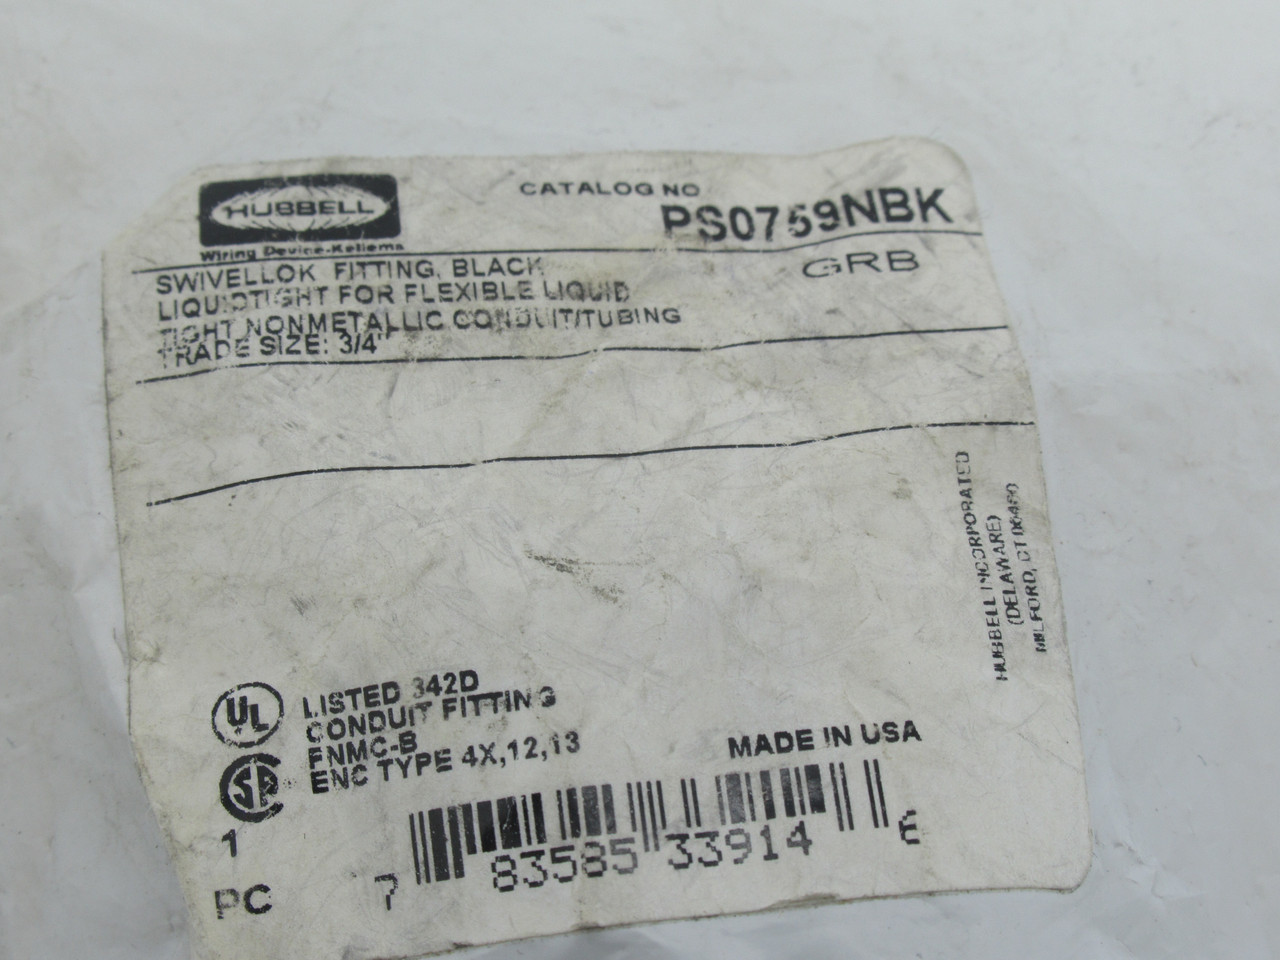 HUBBELL
Wiring Device-Kellems
CATALOG NO
PS0759NBK
GRB
SWIVELLOK FITTING, BLACK
LIQUIDTIGHT FOR FLEXIBLE LIQUID
TIGHT NONMETALLIC CONDUIT/TUBING
TRADE SIZE: 3/4"
HUBBELL INCORPORATED
(DELAWARE)
MILFORD, CT 06460
UL
LISTED 342D
CONDUIT FITTING
FNMC-B
ENC TYPE 4X,12,13
MADE IN USA
1
PC
7 83585 33914 6